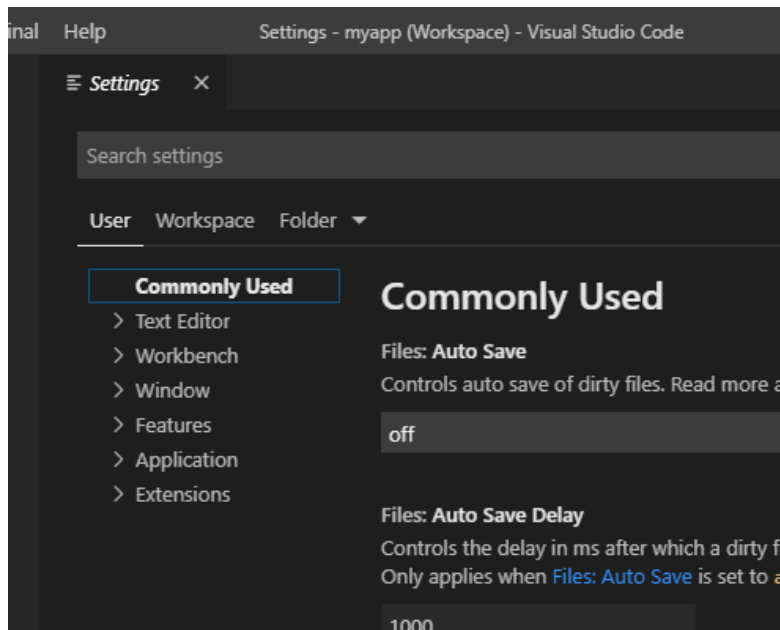 Help
Settings - myapp (Workspace) - Visual Studio Code
Settings
Search settings
User Workspace Folder
Commonly Used
Text Editor
Workbench
Window
Features
Application
Extensions
Commonly Used
Files: Auto Save
Controls auto save of dirty files. Read more
off
Files: Auto Save Delay
Controls the delay in ms after which a dirty
Only applies when Files: Auto Save is set to
1000